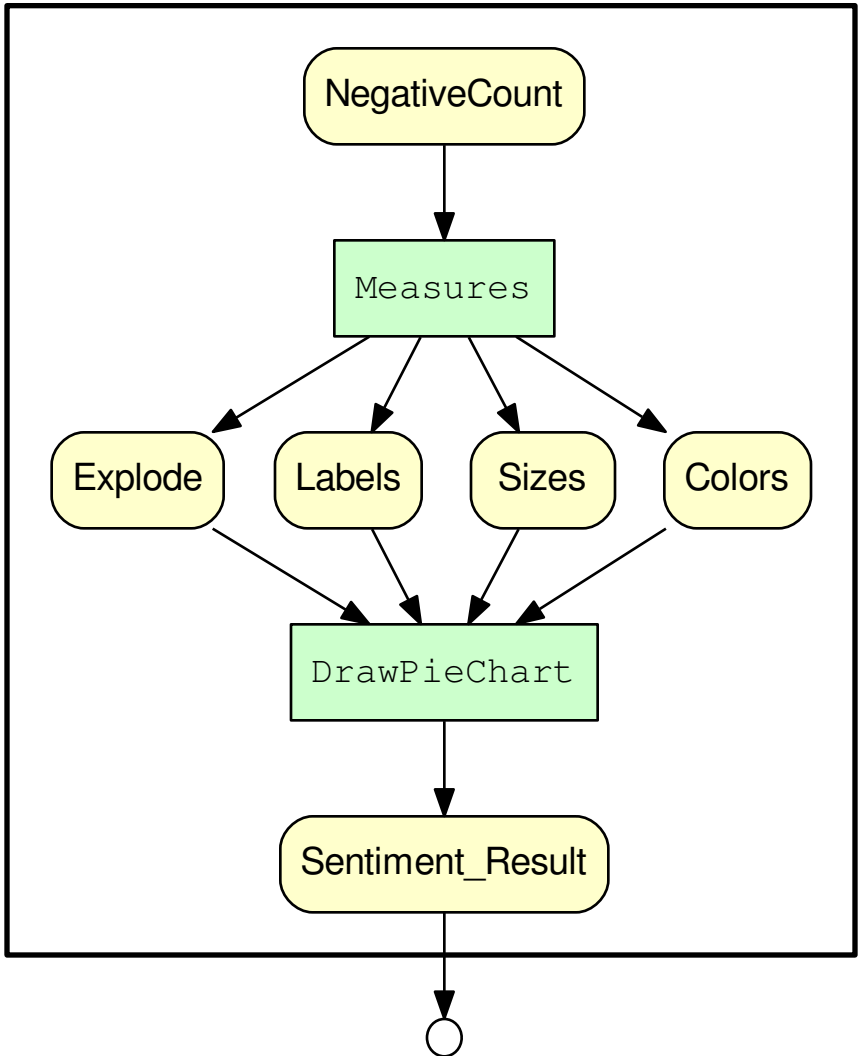 NegativeCount
Measures
Explode
Labels
Sizes
Colors
DrawPieChart
Sentiment_Result